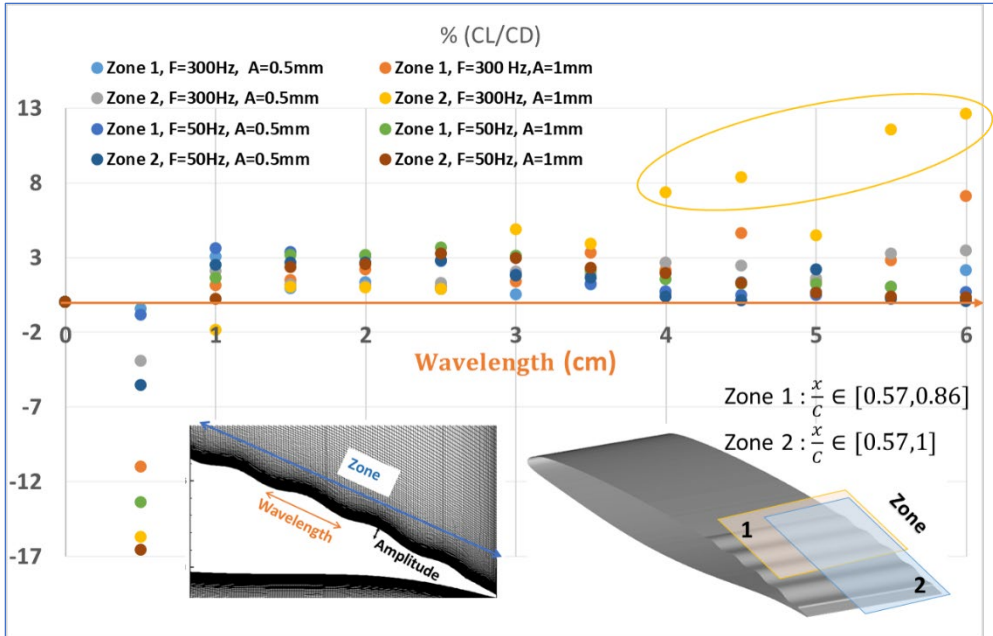 % (CL/CD)
Zone 1, F=300Hz, A=0.5mm
Zone 1, F=300 Hz,A=1mm
Zone 2, F=300Hz, A=0.5mm
Zone 2, F=300Hz, A=1mm
Zone 1, F=50Hz, A=0.5mm
Zone 1, F=50Hz, A=1mm
Zone 2, F=50Hz, A=0.5mm
Zone 2, F=50Hz, A=1mm
13
8
3
-2
-7
-12
-17
0 1 2 3 4 5 6
Wavelength (cm)
Zone 1 : x/C ∈ [0.57,0.86]
Zone 2 : x/C ∈ [0.57,1]
Zone
Wavelength
Amplitude
Zone
1
2